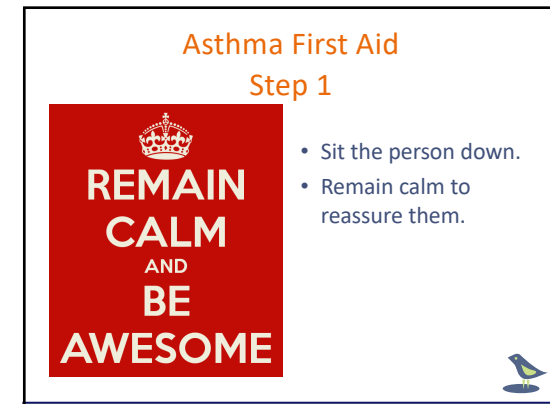 Asthma First Aid
Step 1
REMAIN
CALM
AND
BE
AWESOME
• Sit the person down.
• Remain calm to
reassure them.